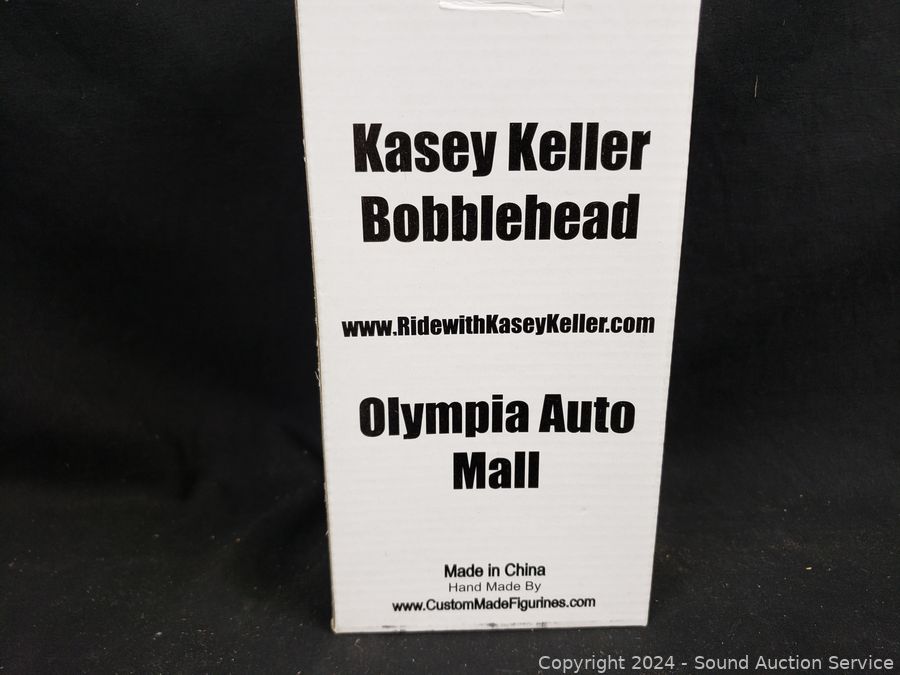 Kasey Keller
Bobblehead
www.RidewithKaseyKeller.com
Olympia Auto
Mall
Made in China
Hand Made By
www.CustomMadeFigurines.com
Copyright 2024 - Sound Auction Service